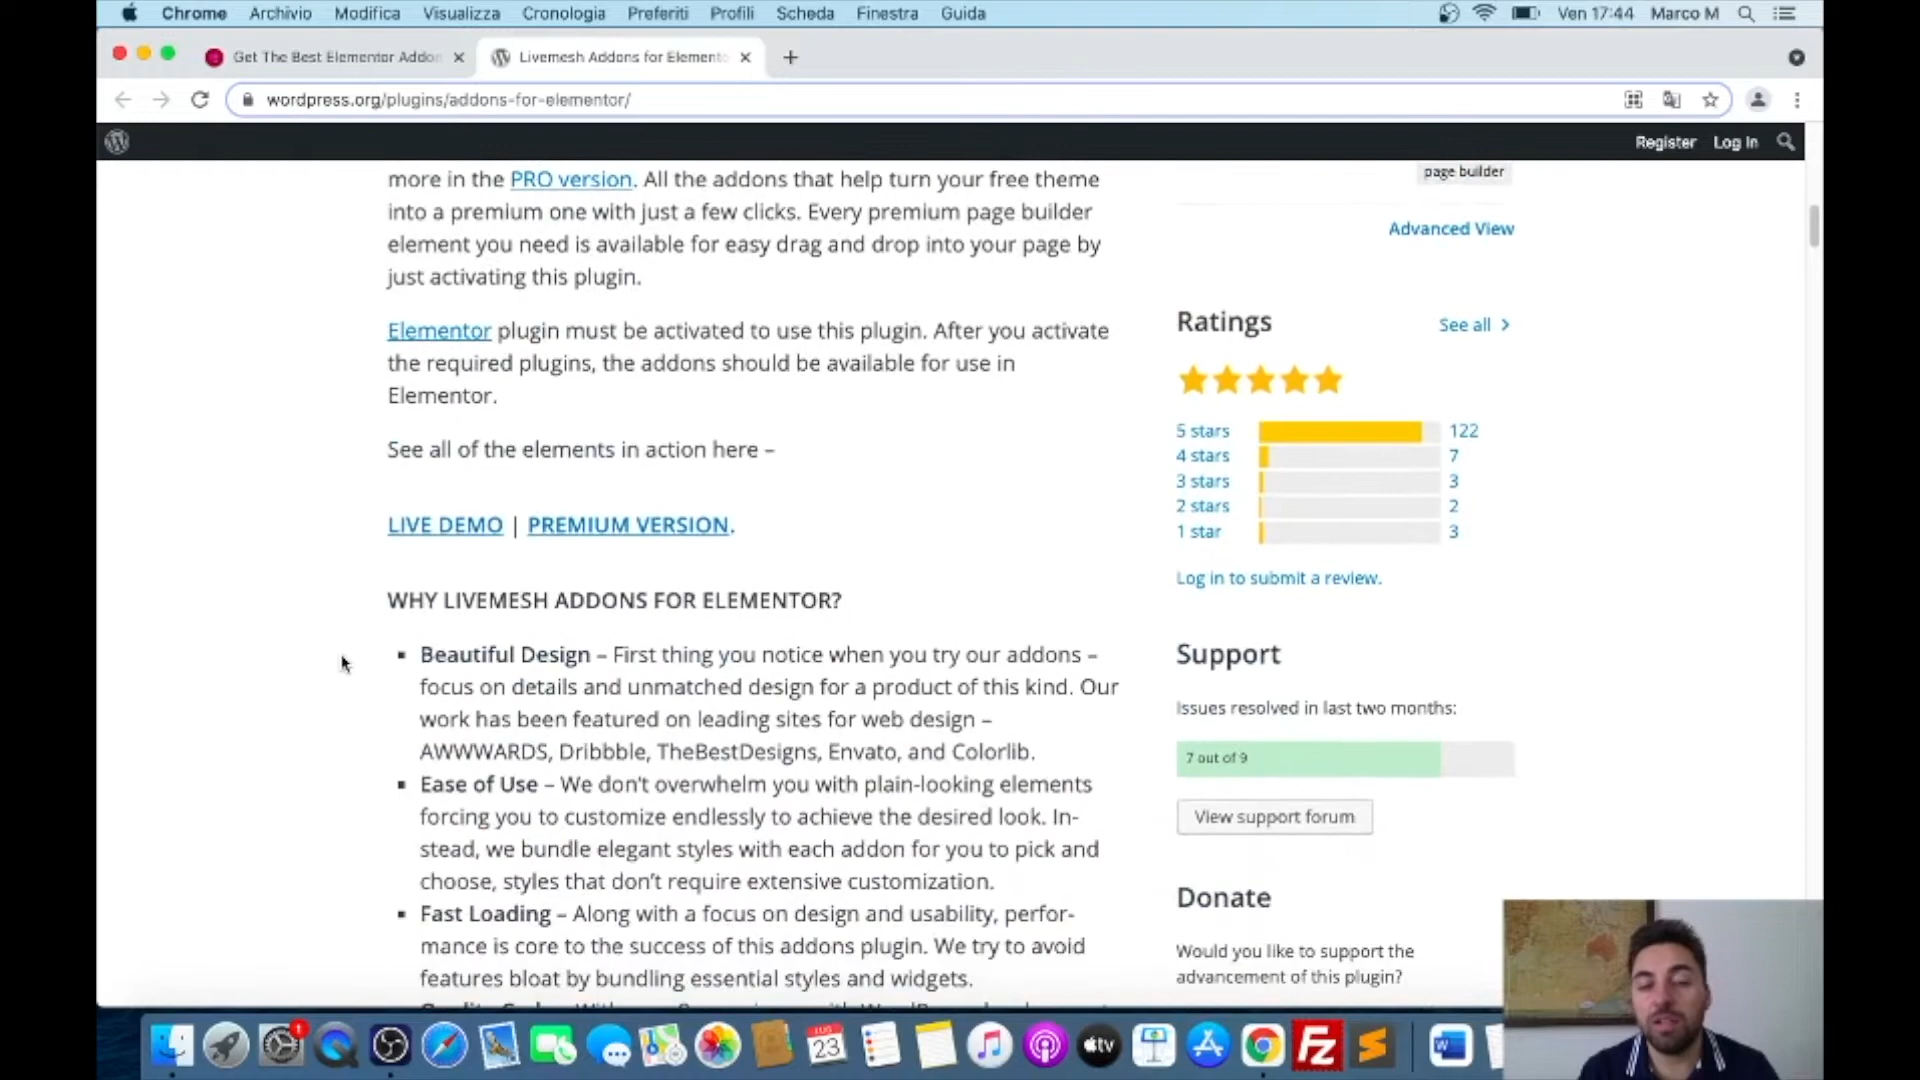 Chrome Archivio Modifica Visualizza Cronologia Preferiti Profili Scheda Finestra Guida Ven 17:44 Marco M
Get The Best Elementor Addon
Livemesh Addons for Elemento
wordpress.org/plugins/addons-for-elementor/
Register Log In
more in the PRO version. All the addons that help turn your free theme
into a premium one with just a few clicks. Every premium page builder
element you need is available for easy drag and drop into your page by
just activating this plugin.
Elementor plugin must be activated to use this plugin. After you activate
the required plugins, the addons should be available for use in
Elementor.
See all of the elements in action here –
LIVE DEMO | PREMIUM VERSION.
WHY LIVEMESH ADDONS FOR ELEMENTOR?
Beautiful Design – First thing you notice when you try our addons –
focus on details and unmatched design for a product of this kind. Our
work has been featured on leading sites for web design –
AWWWARDS, Dribbble, TheBestDesigns, Envato, and Colorlib.
Ease of Use – We don't overwhelm you with plain-looking elements
forcing you to customize endlessly to achieve the desired look. In-
stead, we bundle elegant styles with each addon for you to pick and
choose, styles that don't require extensive customization.
Fast Loading – Along with a focus on design and usability, perfor-
mance is core to the success of this addons plugin. We try to avoid
features bloat by bundling essential styles and widgets.
page builder
Advanced View
Ratings See all
5 stars 122
4 stars 7
3 stars 3
2 stars 2
1 star 3
Log in to submit a review.
Support
Issues resolved in last two months:
7 out of 9
View support forum
Donate
Would you like to support the
advancement of this plugin?
1
LUG
23
tv
Fz
W